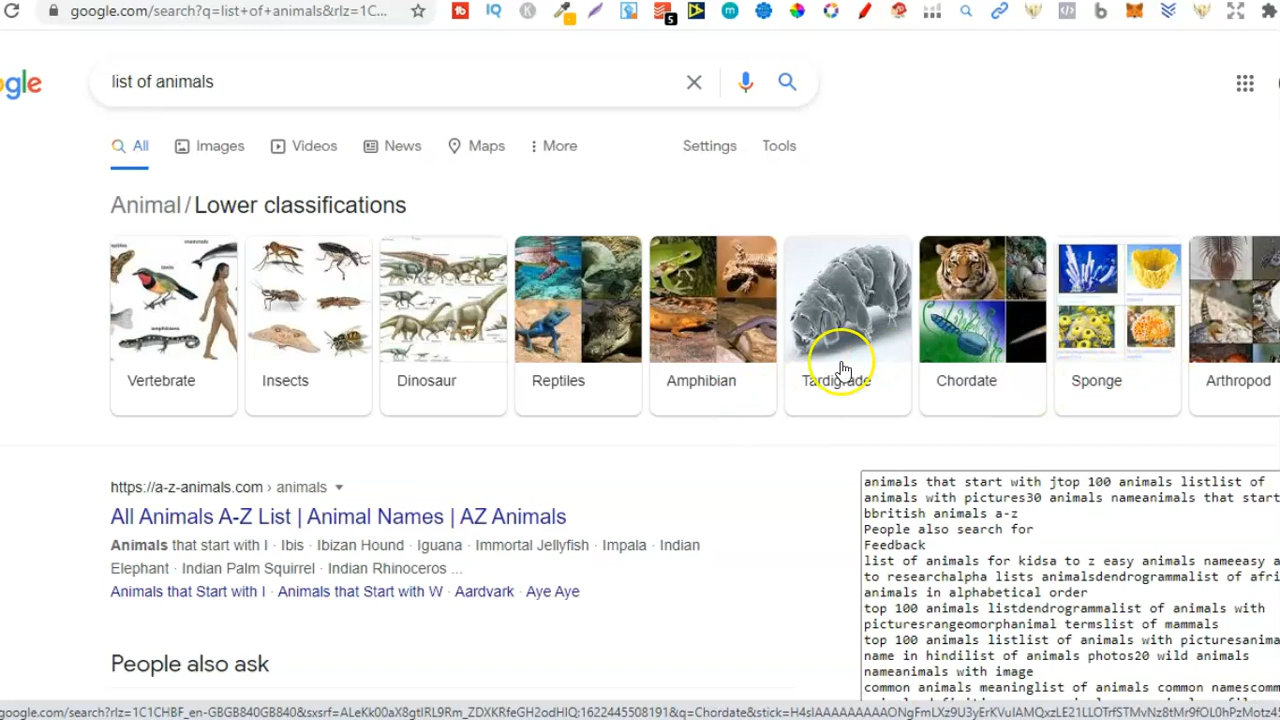 google.com/search?q=list+of+animals&rlz=1C...
5
gle
list of animals
All Images Videos News Maps More Settings Tools
Animal/Lower classifications
Vertebrate Insects Dinosaur Reptiles Amphibian Tardigrade Chordate Sponge Arthropod
https://a-z-animals.com › animals
All Animals A-Z List | Animal Names | AZ Animals
Animals that start with I · Ibis · Ibizan Hound · Iguana · Immortal Jellyfish · Impala · Indian
Elephant · Indian Palm Squirrel · Indian Rhinoceros ...
Animals that Start with I · Animals that Start with W · Aardvark · Aye Aye
People also ask
animals that start with jtop 100 animals listlist of
animals with pictures30 animals nameanimals that start
bbritish animals a-z
People also search for
Feedback
list of animals for kidsa to z easy animals nameeasy a
to researchalpha lists animalsdendrogrammalist of afri
animals in alphabetical order
top 100 animals listdendrogrammalist of animals with
picturesrangeomorphanimal termslist of mammals
top 100 animals listlist of animals with picturesanima
name in hindilist of animals photos20 wild animals
nameanimals with image
common animals meaninglist of animals common namescomm